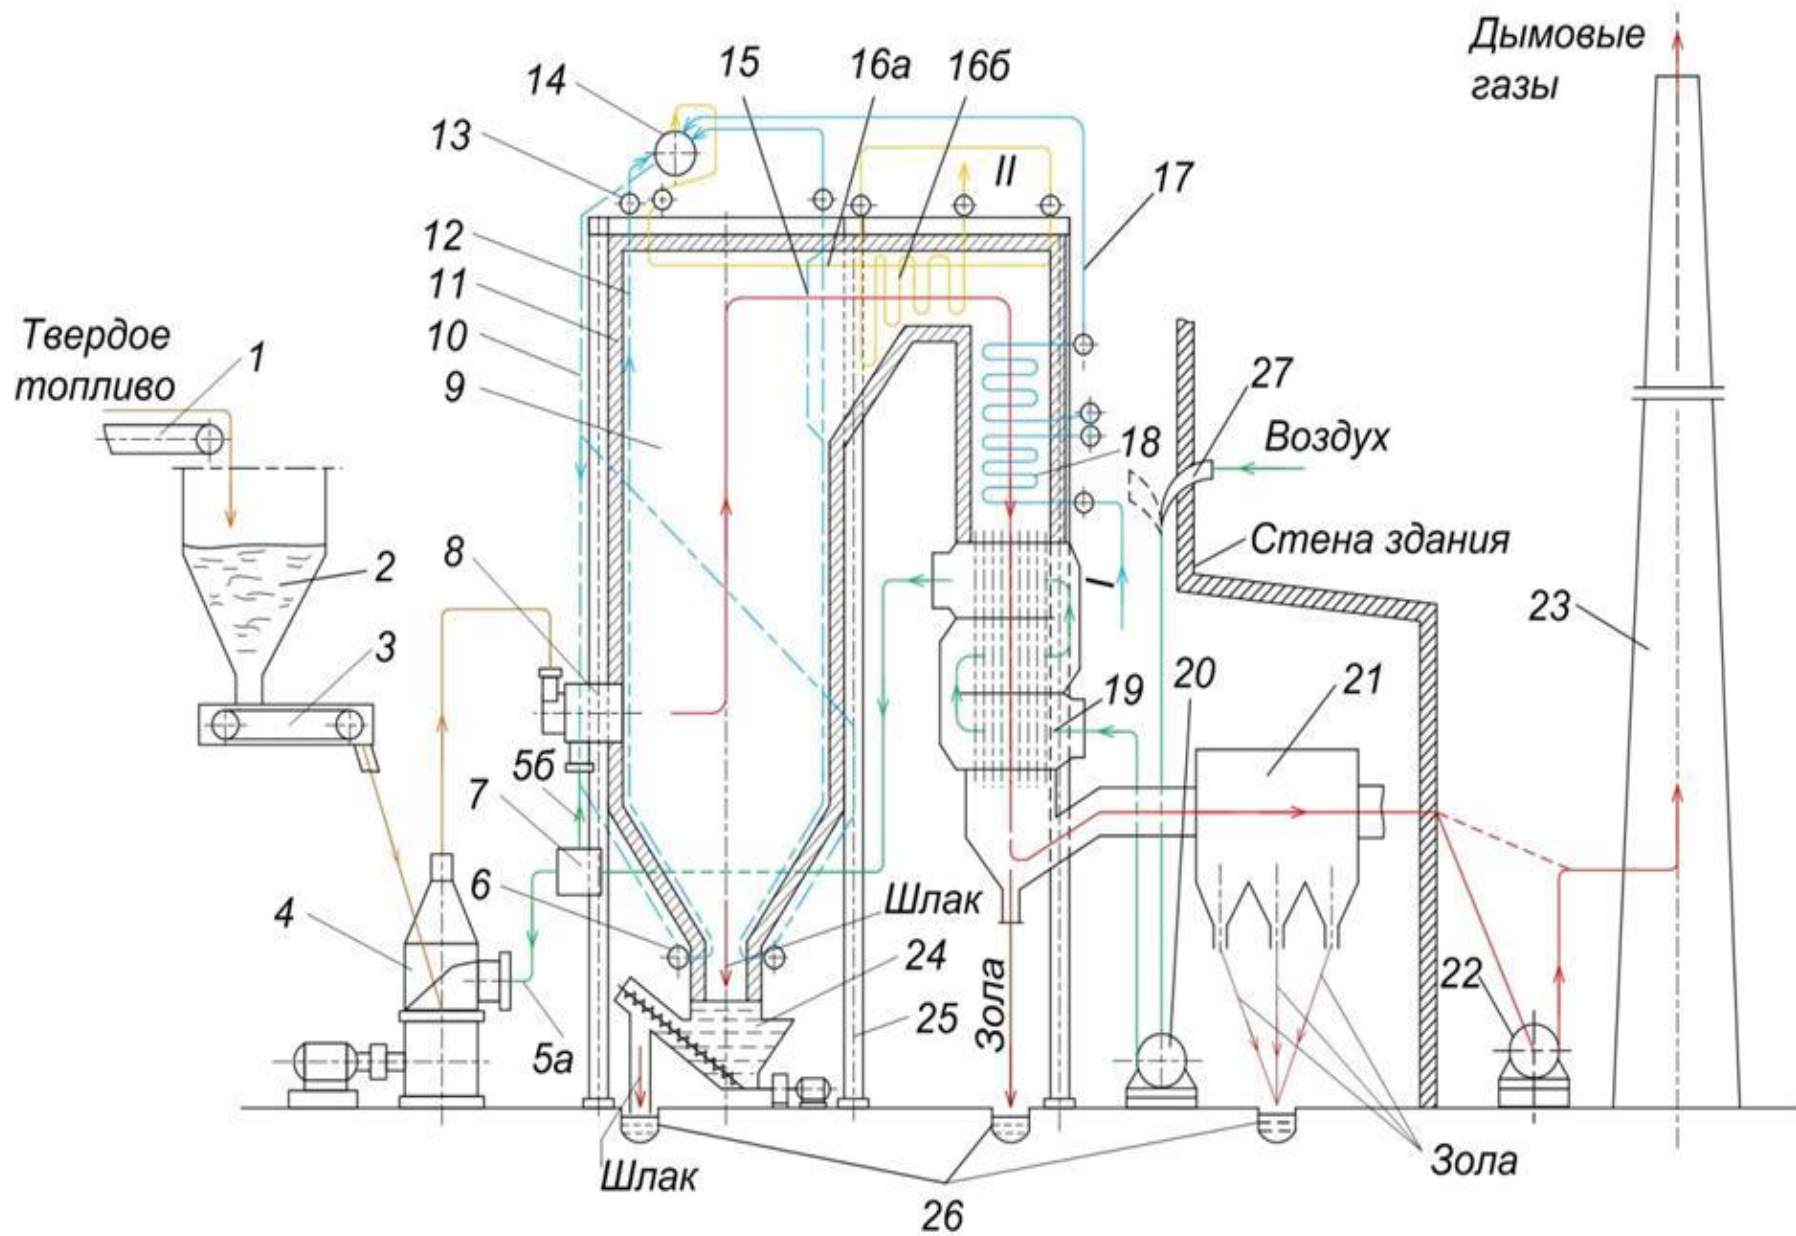 Дымовые
газы
14
15
16а
16б
13
II
17
12
11
10
Твердое
топливо
1
9
27
Воздух
18
Стена здания
8
2
I
23
3
20
21
19
5б
7
6
Шлак
4
24
22
25
Зола
5а
Шлак
Зола
26